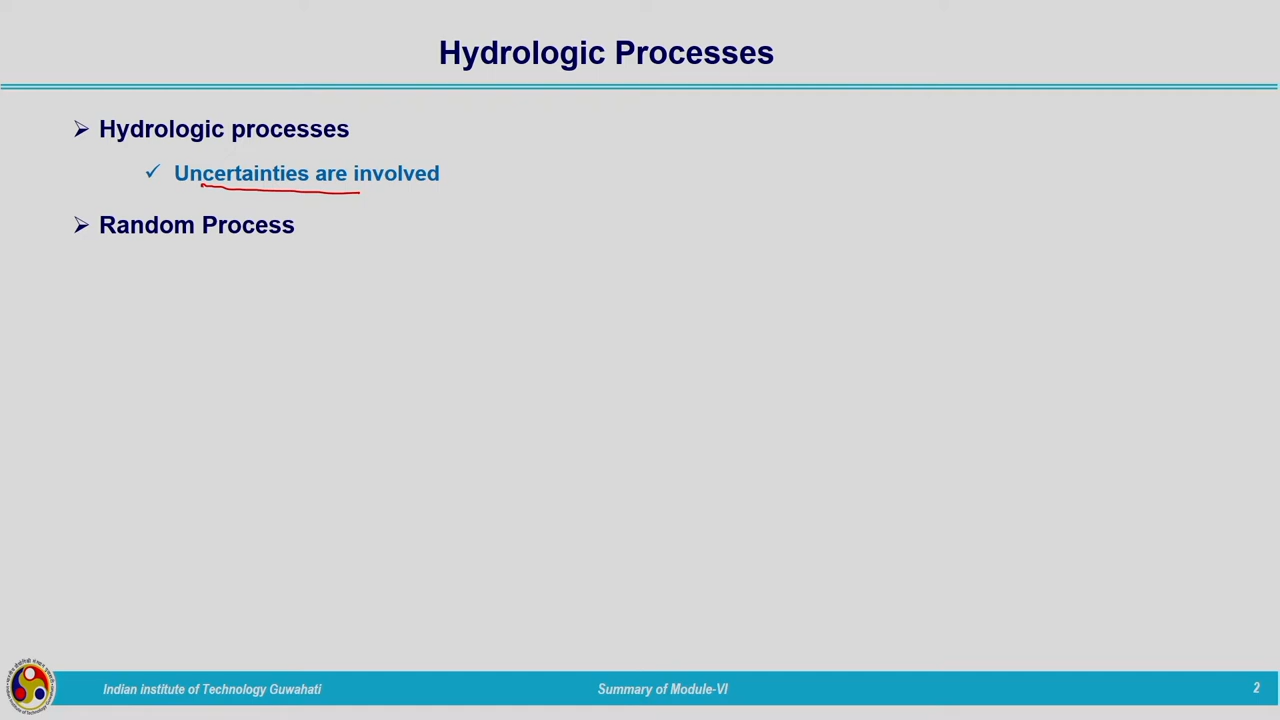 Hydrologic Processes
Hydrologic processes
Uncertainties are involved
Random Process
Indian institute of Technology Guwahati
Summary of Module-VI
2